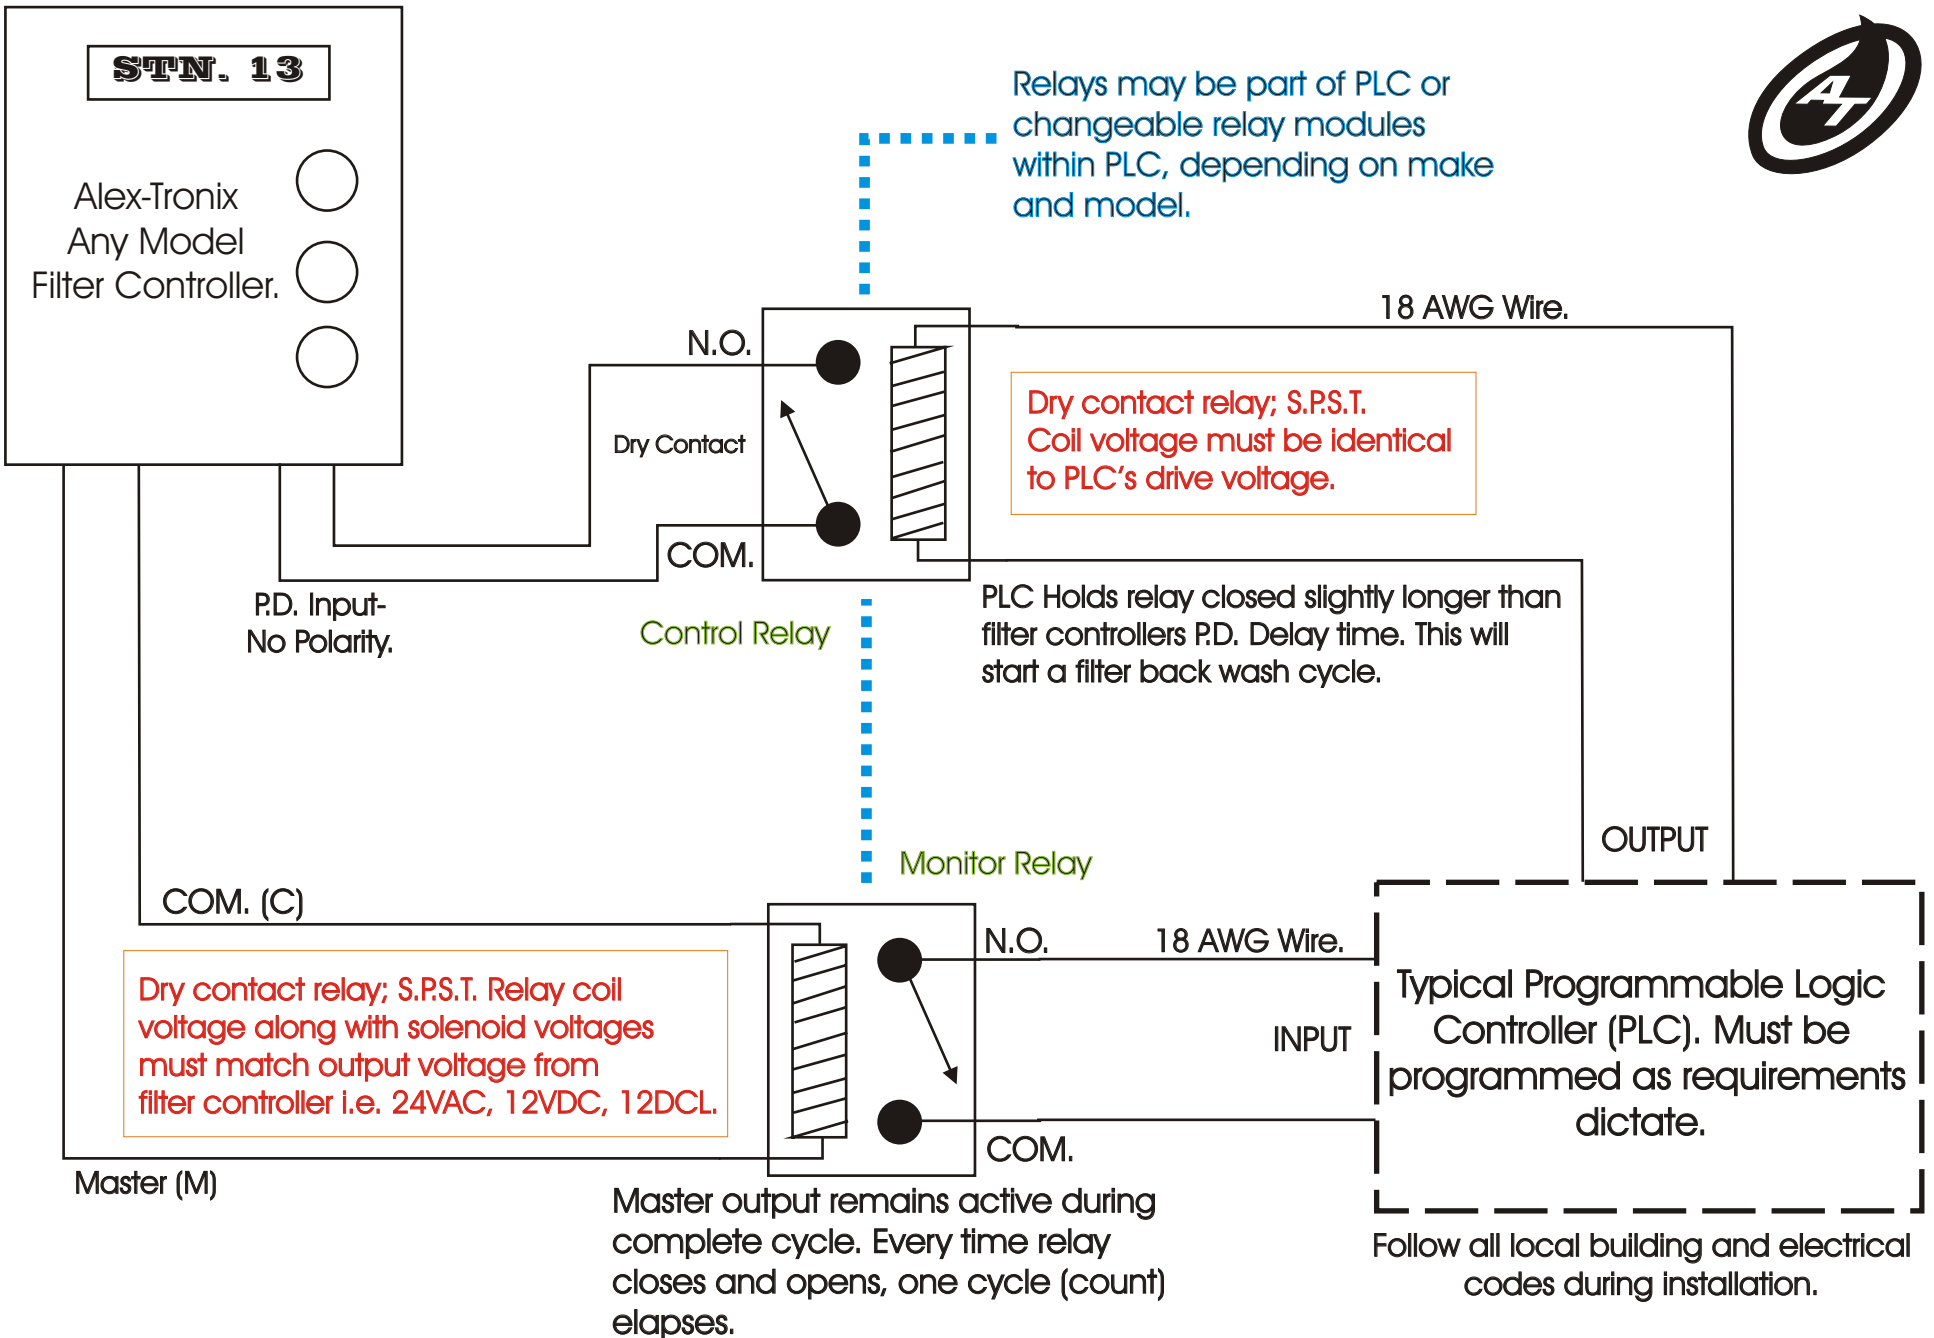 STN. 13
Alex-Tronix
Any Model
Filter Controller.
Relays may be part of PLC or
changeable relay modules
within PLC, depending on make
and model.
AT
18 AWG Wire.
N.O.
Dry Contact
COM.
Dry contact relay; S.P.S.T.
Coil voltage must be identical
to PLC's drive voltage.
P.D. Input-
No Polarity.
Control Relay
PLC Holds relay closed slightly longer than
filter controllers P.D. Delay time. This will
start a filter back wash cycle.
OUTPUT
Monitor Relay
COM. (C)
N.O.
18 AWG Wire.
Dry contact relay; S.P.S.T. Relay coil
voltage along with solenoid voltages
must match output voltage from
filter controller i.e. 24VAC, 12VDC, 12DCL.
INPUT
Typical Programmable Logic
Controller (PLC). Must be
programmed as requirements
dictate.
COM.
Master (M)
Master output remains active during
complete cycle. Every time relay
closes and opens, one cycle (count)
elapses.
Follow all local building and electrical
codes during installation.